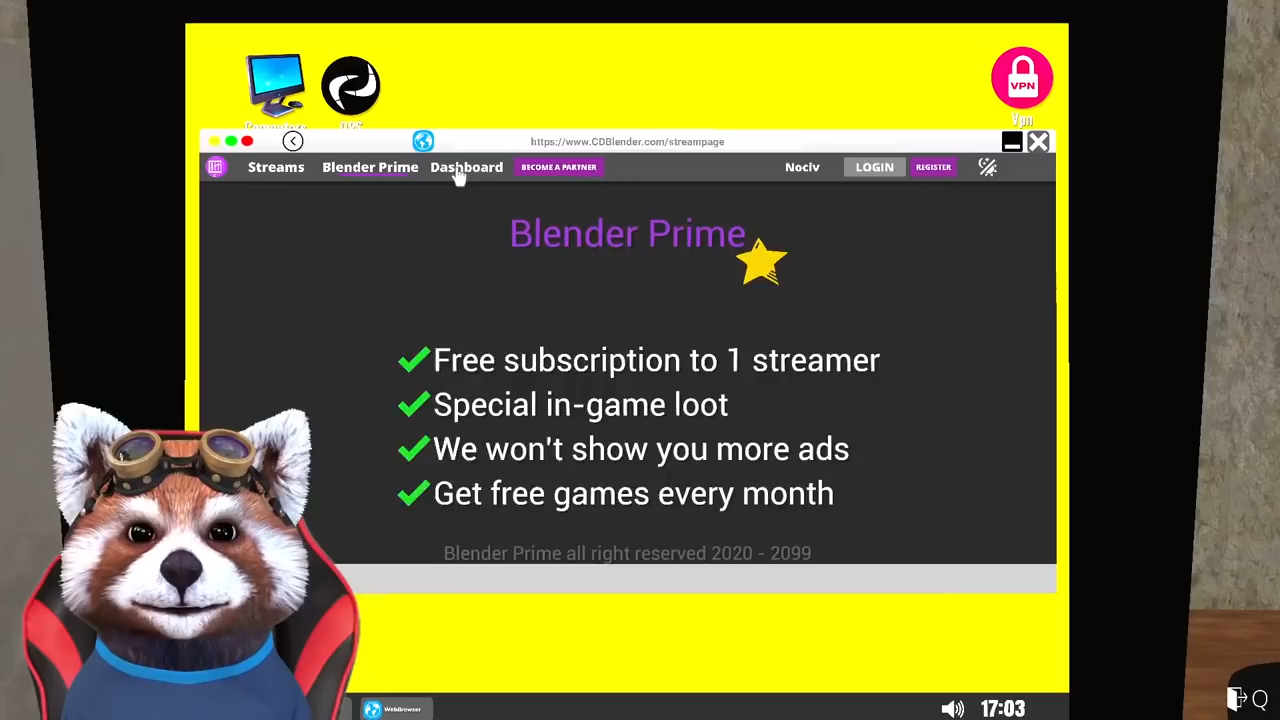 VPN
Vpn
https://www.CDBlender.com/streampage
Streams Blender Prime Dashboard BECOME A PARTNER Nociv LOGIN REGISTER
Blender Prime
Free subscription to 1 streamer
Special in-game loot
We won't show you more ads
Get free games every month
Blender Prime all right reserved 2020 - 2099
WebBrowser 17:03
Q